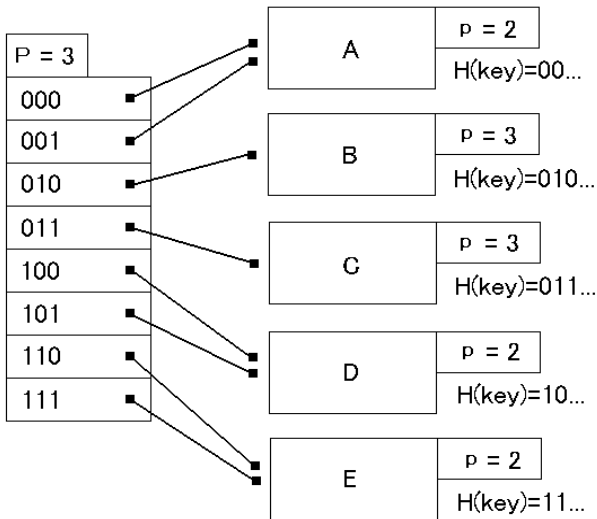 P = 3
000
001
010
011
100
101
110
111
A
p = 2
H(key)=00...
B
p = 3
H(key)=010...
C
p = 3
H(key)=011...
D
p = 2
H(key)=10...
E
p = 2
H(key)=11...